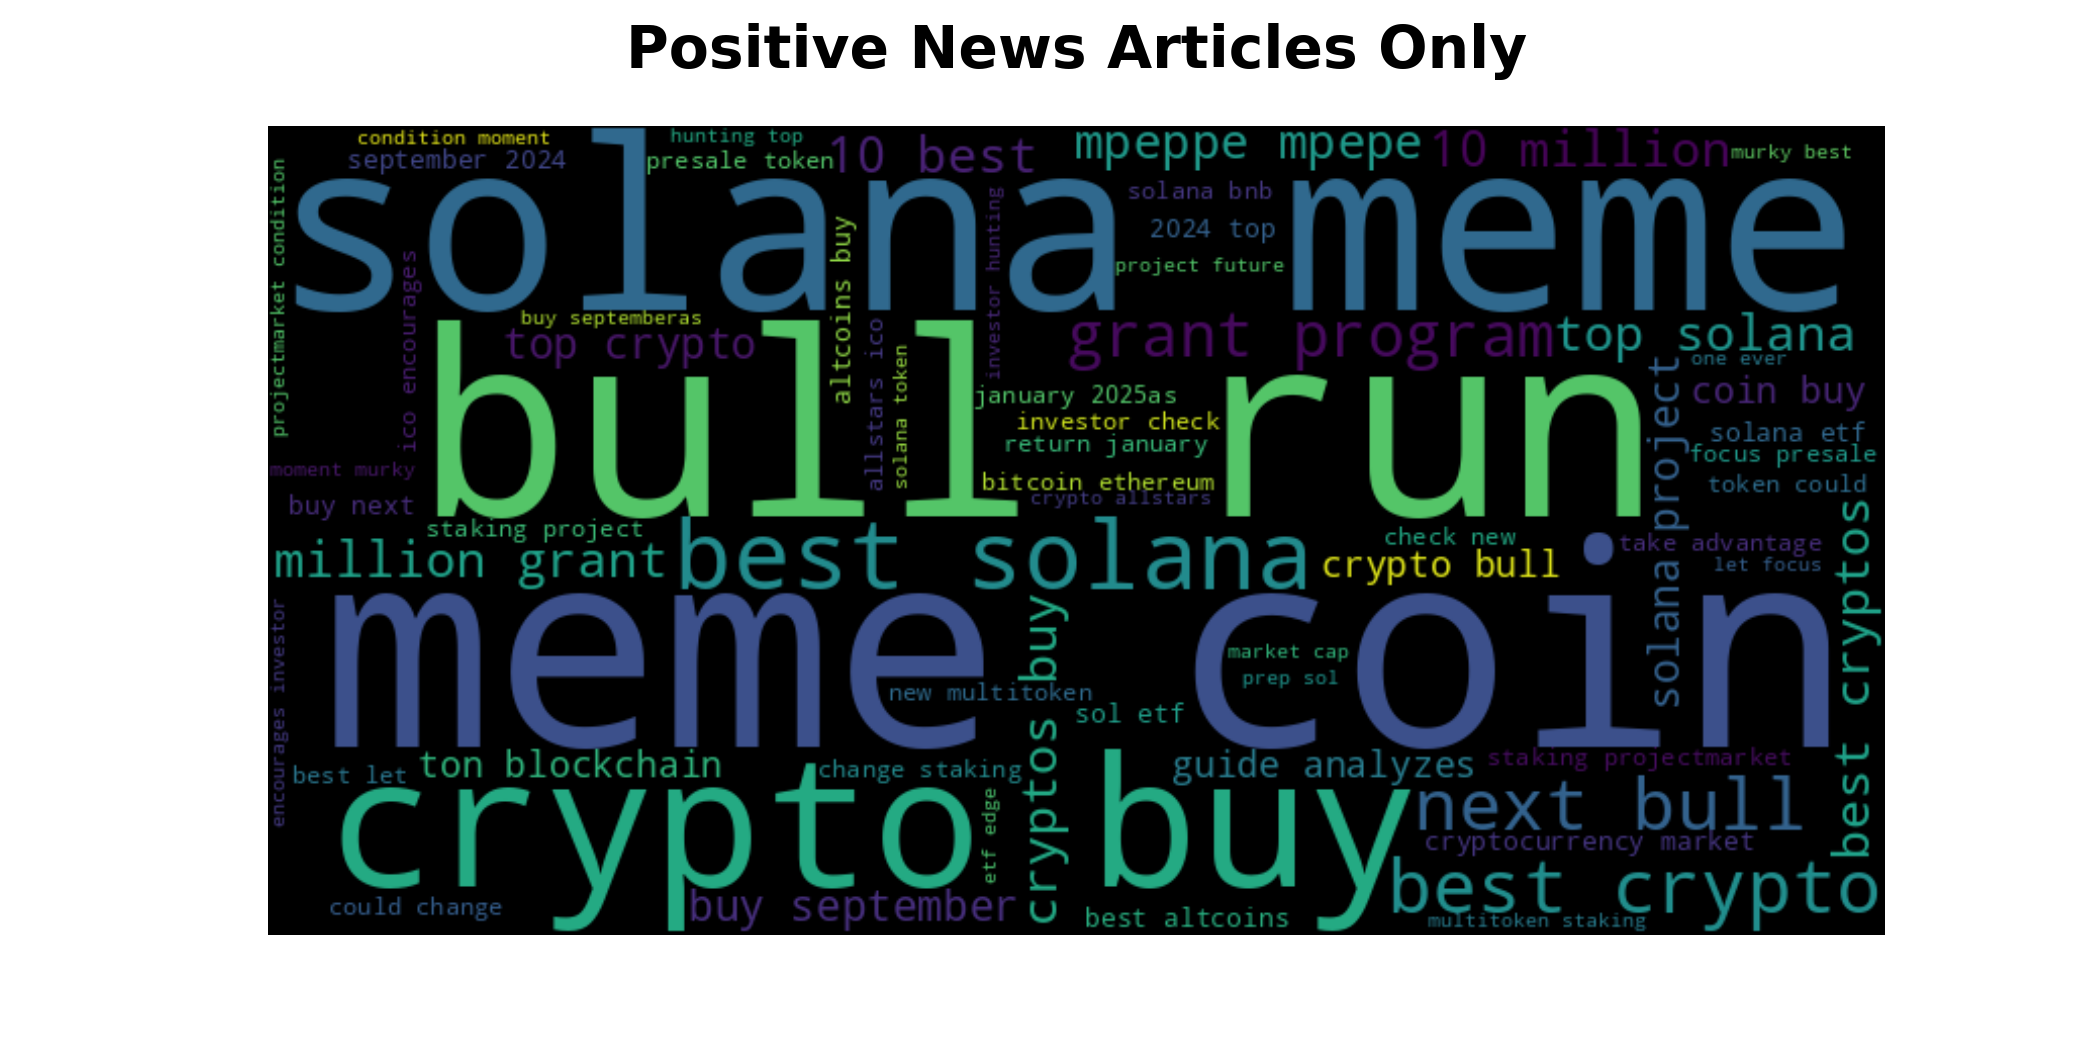 Positive News Articles Only
condition moment
hunting top
september 2024
presale token
10 best
mpeppe mpepe
10 million
murky best
projectmarket condition
solana meme
solana bnb
2024 top
project future
altcoins buy
investor hunting
ico encourages
buy septemberas
top crypto
grant program
top solana
one ever
bull run
allstars ico
solana token
january 2025as
investor check
return january
bitcoin ethereum
crypto allstars
solana project
coin buy
solana etf
focus presale
token could
moment murky
buy next
staking project
million grant
best solana
check new
crypto bull
take advantage
let focus
best cryptos
meme coin
encourages investor
cryptos buy
market cap
prep sol
new multitoken
sol etf
best let
ton blockchain
change staking
guide analyzes
staking projectmarket
crypto buy
etf edge
next bull
cryptocurrency market
best crypto
could change
buy september
best altcoins
multitoken staking